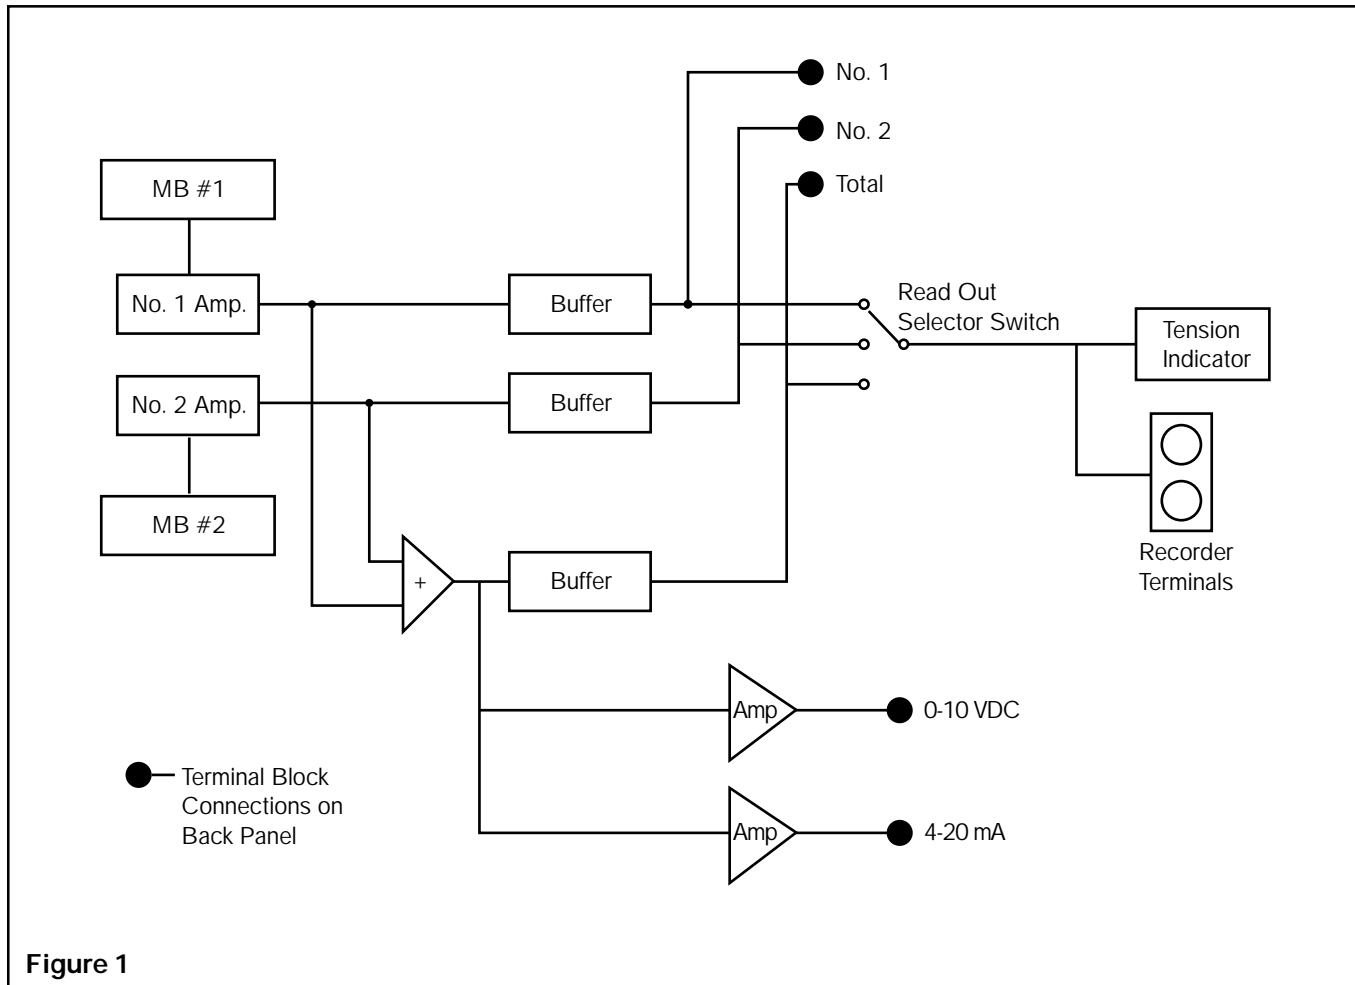 No. 1
No. 2
Total
MB #1
No. 1 Amp.
Buffer
Read Out
Selector Switch
Tension
Indicator
No. 2 Amp.
Buffer
MB #2
Recorder
Terminals
+
Buffer
Amp
0-10 VDC
Terminal Block
Connections on
Back Panel
Amp
4-20 mA
Figure 1